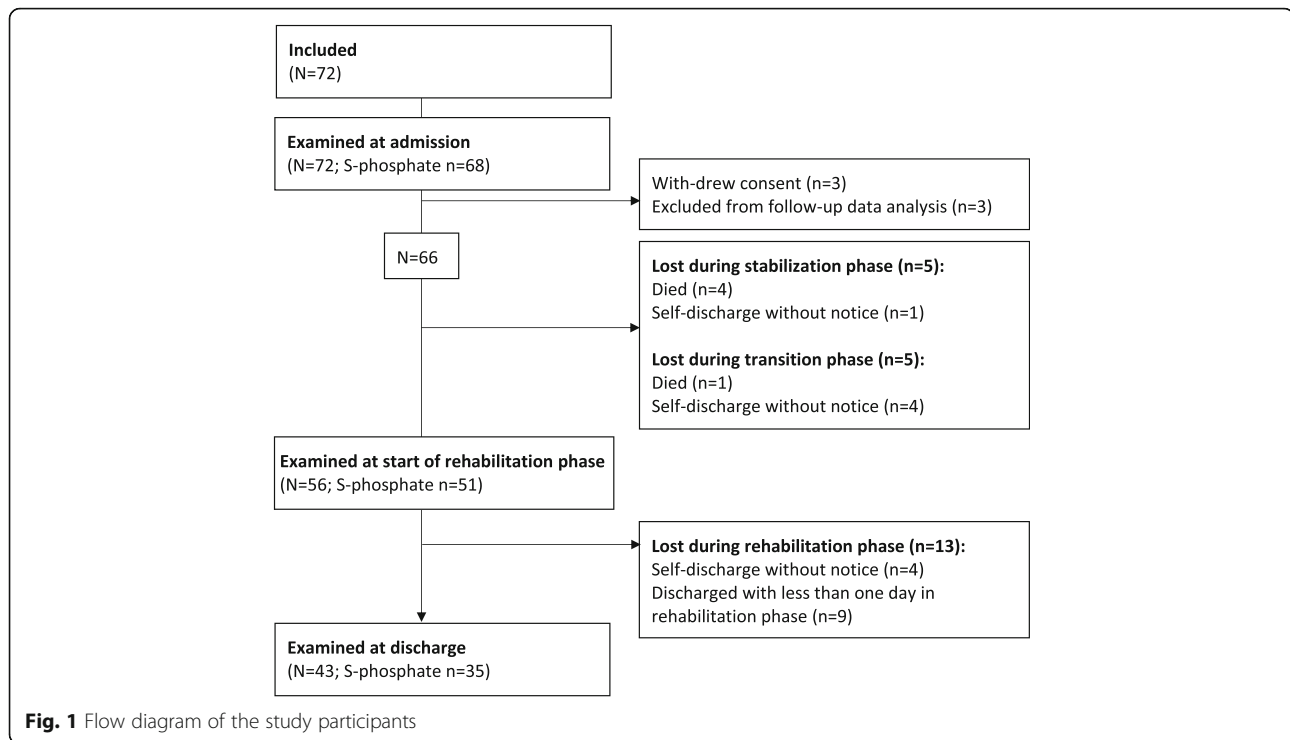 Included
(N=72)
Examined at admission
(N=72; S-phosphate n=68)
With-drew consent (n=3)
Excluded from follow-up data analysis (n=3)
N=66
Lost during stabilization phase (n=5):
Died (n=4)
Self-discharge without notice (n=1)
Lost during transition phase (n=5):
Died (n=1)
Self-discharge without notice (n=4)
Examined at start of rehabilitation phase
(N=56; S-phosphate n=51)
Lost during rehabilitation phase (n=13):
Self-discharge without notice (n=4)
Discharged with less than one day in
rehabilitation phase (n=9)
Examined at discharge
(N=43; S-phosphate n=35)
Fig. 1 Flow diagram of the study participants